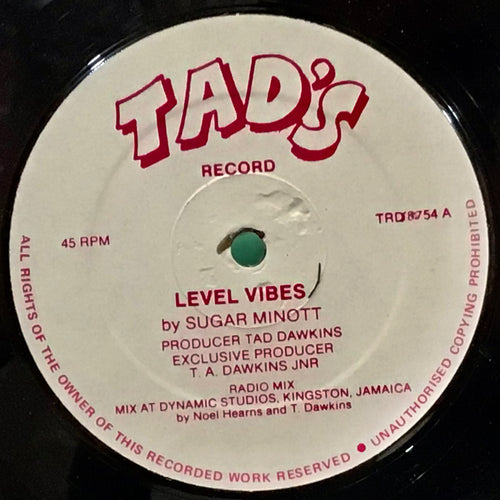 TAD'S
RECORD
45 RPM
LEVEL VIBES
by SUGAR MINOTT
PRODUCER TAD DAWKINS
EXCLUSIVE PRODUCER
T. A. DAWKINS JNR
RADIO MIX
MIX AT DYNAMIC STUDIOS, KINGSTON, JAMAICA
by Noel Hearns and T. Dawkins
ALL RIGHTS OF THE OWNER OF THIS RECORDED WORK RESERVED ● UNAUTHORISED COPYING PROHIBITED